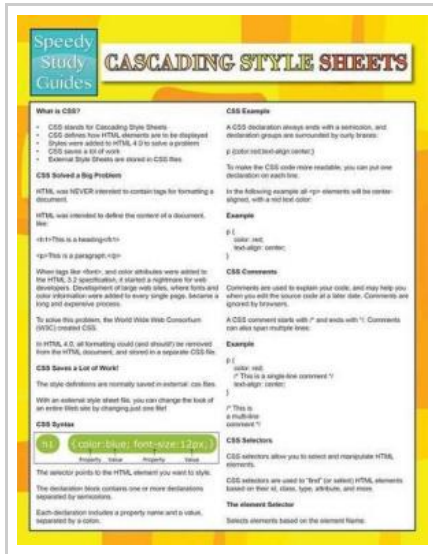 Speedy
Study
Guides
CASCADING STYLE SHEETS
What is CSS?
• CSS stands for Cascading Style Sheets
• CSS defines how HTML elements are to be displayed
• Styles were added to HTML 4.0 to solve a problem
• CSS saves a lot of work
• External Style Sheets are stored in CSS files
CSS Solved a Big Problem
HTML was NEVER intended to contain tags for formatting a
document.
HTML was intended to define the content of a document,
like:
<h1>This is a heading</h1>
<p>This is a paragraph.</p>
When tags like <font>, and color attributes were added to
the HTML 3.2 specification, it started a nightmare for web
developers. Development of large web sites, where fonts and
color information were added to every single page, became a
long and expensive process.
To solve this problem, the World Wide Web Consortium
(W3C) created CSS.
In HTML 4.0, all formatting could (and should!) be removed
from the HTML document, and stored in a separate CSS file.
CSS Saves a Lot of Work!
The style definitions are normally saved in external .css files.
With an external style sheet file, you can change the look of
an entire Web site by changing just one file!
CSS Syntax
h1 {color:blue; font-size:12px;}
Property Value Property Value
The selector points to the HTML element you want to style.
The declaration block contains one or more declarations
separated by semicolons.
Each declaration includes a property name and a value,
separated by a colon.
CSS Example
A CSS declaration always ends with a semicolon, and
declaration groups are surrounded by curly braces:
p {color:red;text-align:center;}
To make the CSS code more readable, you can put one
declaration on each line.
In the following example all <p> elements will be center-
aligned, with a red text color:
Example
p {
color: red;
text-align: center;
}
CSS Comments
Comments are used to explain your code, and may help you
when you edit the source code at a later date. Comments are
ignored by browsers.
A CSS comment starts with /* and ends with */. Comments
can also span multiple lines:
Example
p {
color: red;
/* This is a single-line comment */
text-align: center;
}
/* This is
a multi-line
comment */
CSS Selectors
CSS selectors allow you to select and manipulate HTML
elements.
CSS selectors are used to "find" (or select) HTML elements
based on their id, class, type, attribute, and more.
The element Selector
Selects elements based on the element Name.